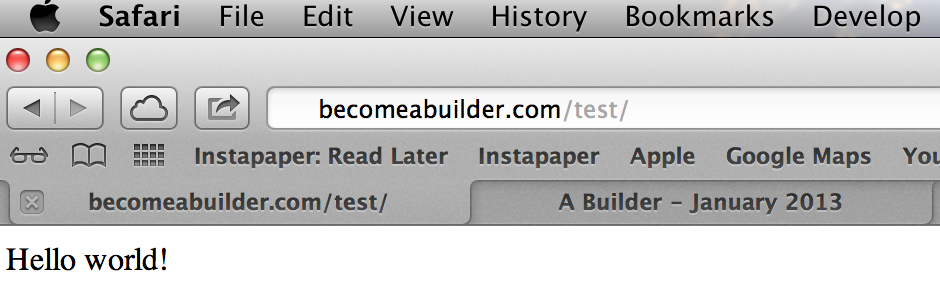 Safari File Edit View History Bookmarks Develop
becomeabuilder.com/test/
Instapaper: Read Later Instapaper Apple Google Maps You
becomeabuilder.com/test/ A Builder – January 2013
Hello world!